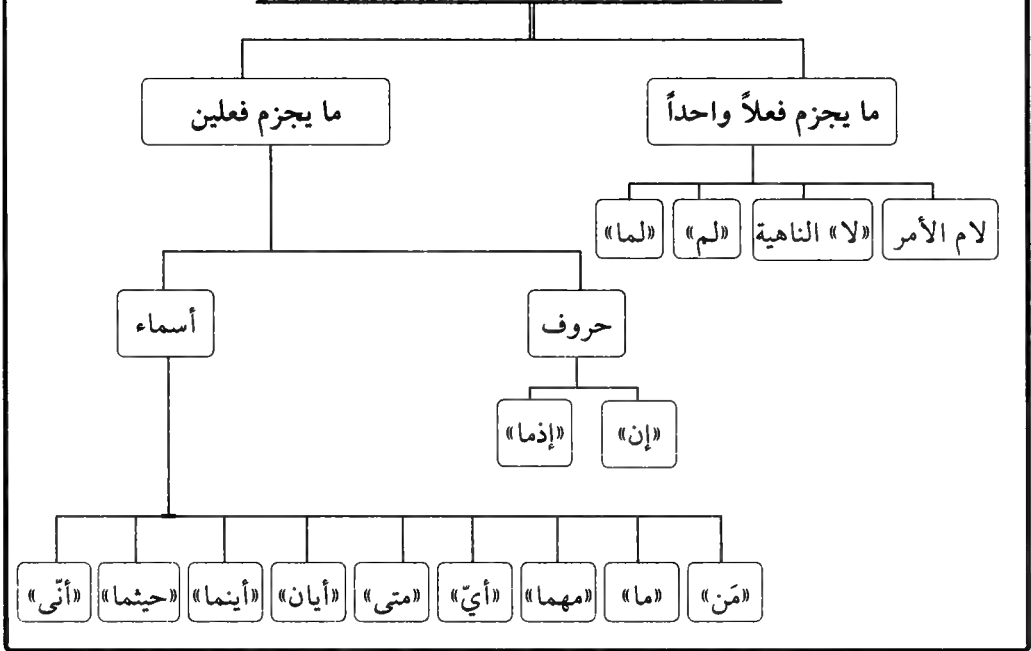 ما يجزم فعلاً واحداً
ما يجزم فعلين
لام الأمر
«لا» الناهية
«لم»
«لما»
حروف
أسماء
«إن»
«إذما»
«مَن»
«ما»
«مهما»
«أيّ»
«متى»
«أيان»
«أينما»
«حيثما»
«أنّى»